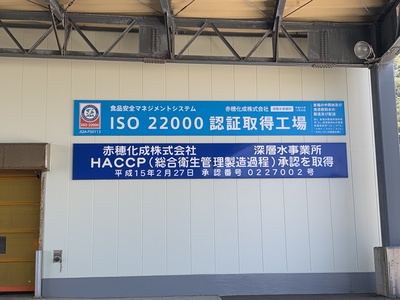 食品安全マネジメントシステム
赤穂化成株式会社
ISO 22000 認証取得工場
ISO 22000
JQA-FS0113
赤穂化成株式会社 深層水事業所
HACCP(総合衛生管理製造過程)承認を取得
平成15年2月27日 承認番号 0227002号